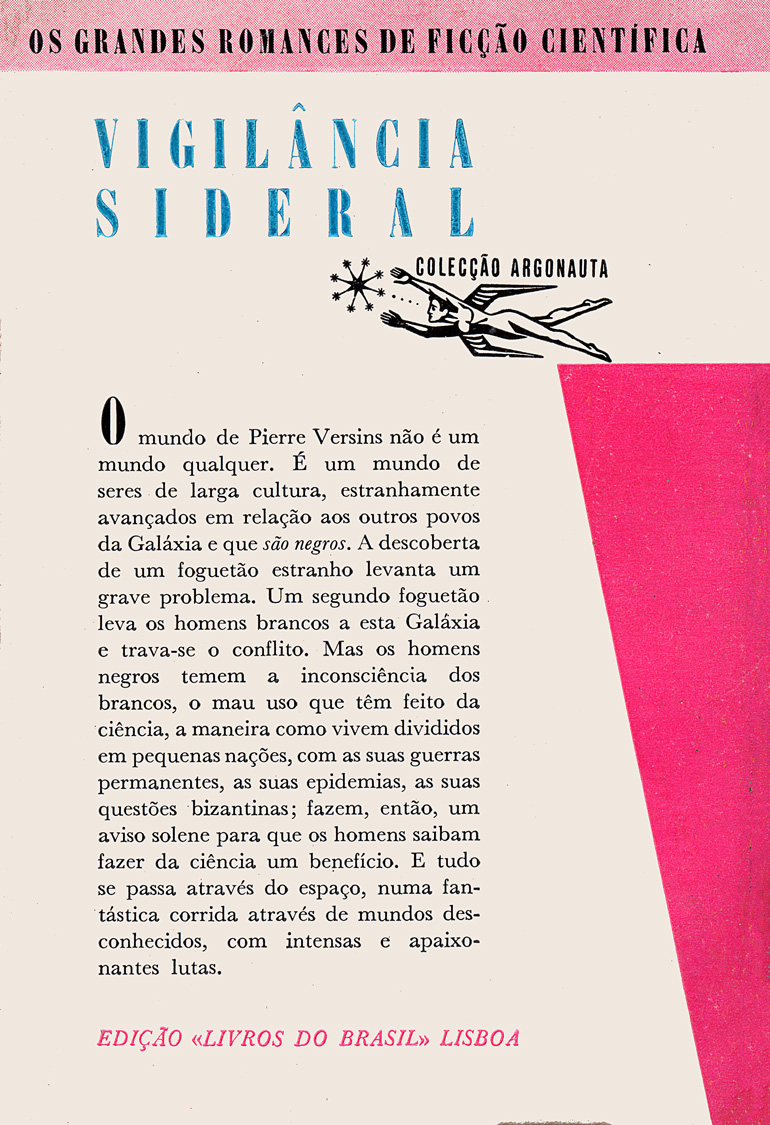 OS GRANDES ROMANCES DE FICÇÃO CIENTÍFICA
VIGILÂNCIA
SIDERAL
COLECÇÃO ARGONAUTA
O mundo de Pierre Versins não é um
mundo qualquer. É um mundo de
seres de larga cultura, estranhamente
avançados em relação aos outros povos
da Galáxia e que são negros. A descoberta
de um foguetão estranho levanta um
grave problema. Um segundo foguetão
leva os homens brancos a esta Galáxia
e trava-se o conflito. Mas os homens
negros temem a inconsciência dos
brancos, o mau uso que têm feito da
ciência, a maneira como vivem divididos
em pequenas nações, com as suas guerras
permanentes, as suas epidemias, as suas
questões bizantinas; fazem, então, um
aviso solene para que os homens saibam
fazer da ciência um benefício. E tudo
se passa através do espaço, numa fan-
tástica corrida através de mundos des-
conhecidos, com intensas e apaixo-
nantes lutas.
EDIÇÃO «LIVROS DO BRASIL» LISBOA